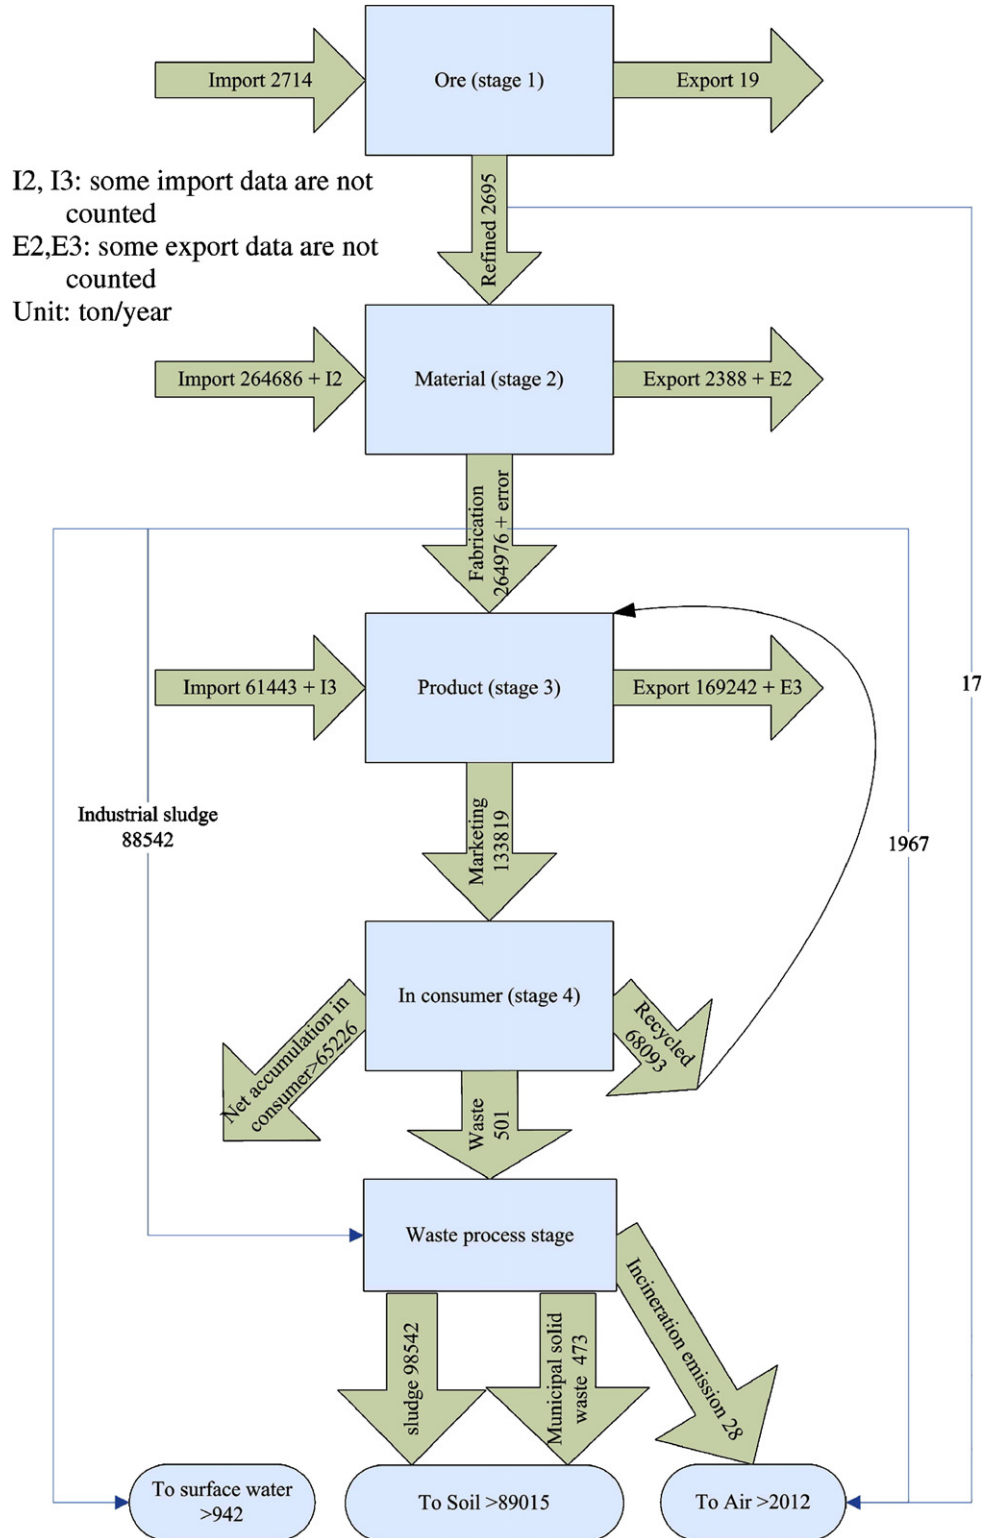 Import 2714
Ore (stage 1)
Export 19
I2, I3: some import data are not
counted
E2,E3: some export data are not
counted
Unit: ton/year
Refined 2695
Import 264686 + I2
Material (stage 2)
Export 2388 + E2
Fabrication
264976 + error
Import 61443 + I3
Product (stage 3)
Export 169242 + E3
17
Industrial sludge
88542
Marketing
133819
1967
In consumer (stage 4)
Net accumulation in
consumer>65226
Recycled
68093
Waste
501
Waste process stage
sludge 98542
Municipal solid
waste 473
Incineration emission 28
To surface water
>942
To Soil >89015
To Air >2012